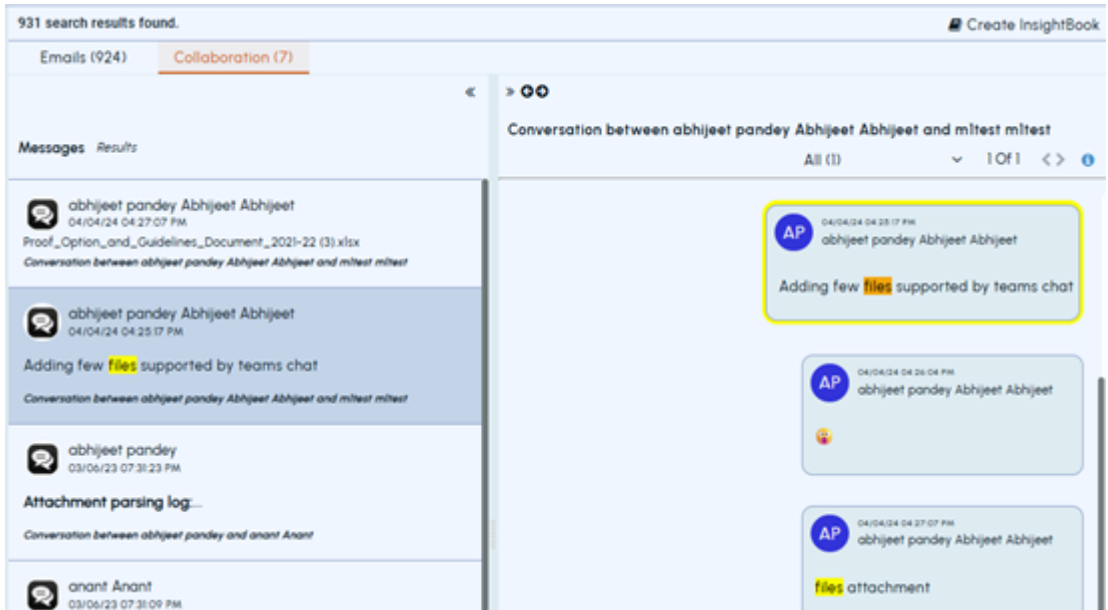 931 search results found.
Create InsightBook
Emails (924)
Collaboration (7)
Messages Results
abhijeet pandey Abhijeet Abhijeet
04/04/24 04:27:07 PM
Proof_Option_and_Guidelines_Document_2021-22 (3).xlsx
Conversation between abhijeet pandey Abhijeet Abhijeet and m1test m1test
abhijeet pandey Abhijeet Abhijeet
04/04/24 04:25:17 PM
Adding few files supported by teams chat
Conversation between abhijeet pandey Abhijeet Abhijeet and m1test m1test
abhijeet pandey
03/06/23 07:31:23 PM
Attachment parsing log:...
Conversation between abhijeet pandey and anant Anant
anant Anant
03/06/23 07:31:09 PM
Conversation between abhijeet pandey Abhijeet Abhijeet and m1test m1test
All (1)
1 Of 1
AP
04/04/24 04:25:17 PM
abhijeet pandey Abhijeet Abhijeet
Adding few files supported by teams chat
AP
04/04/24 04:26:04 PM
abhijeet pandey Abhijeet Abhijeet
AP
04/04/24 04:27:07 PM
abhijeet pandey Abhijeet Abhijeet
files attachment